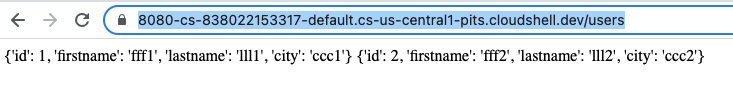 8080-cs-838022153317-default.cs-us-central1-pits.cloudshell.dev/users
{'id': 1, 'firstname': 'fff1', 'lastname': 'lll1', 'city': 'ccc1'} {'id': 2, 'firstname': 'fff2', 'lastname': 'lll2', 'city': 'ccc2'}